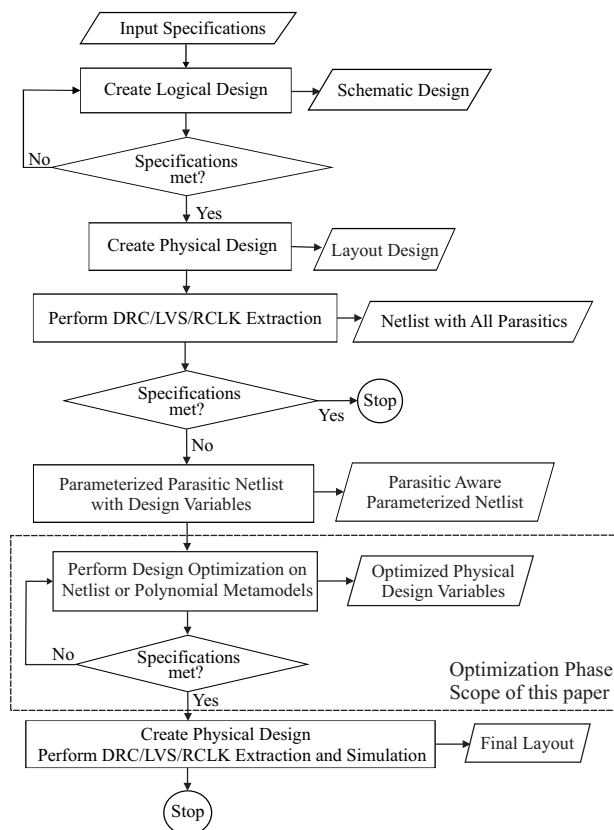 Input Specifications
Create Logical Design
Schematic Design
No
Specifications
met?
Yes
Create Physical Design
Layout Design
Perform DRC/LVS/RCLK Extraction
Netlist with All Parasitics
Specifications
met?
Yes
Stop
No
Parameterized Parasitic Netlist
with Design Variables
Parasitic Aware
Parameterized Netlist
Perform Design Optimization on
Netlist or Polynomial Metamodels
Optimized Physical
Design Variables
No
Specifications
met?
Optimization Phase
Scope of this paper
Yes
Create Physical Design
Perform DRC/LVS/RCLK Extraction and Simulation
Final Layout
Stop